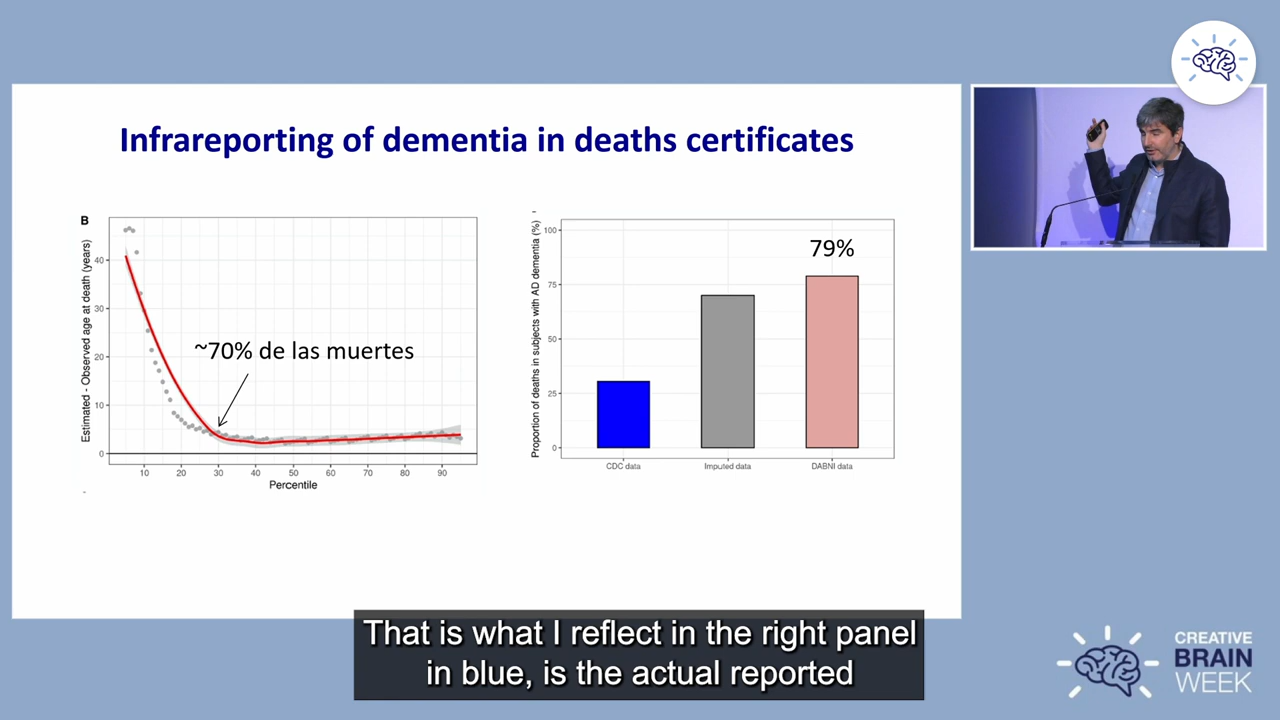 Infrareporting of dementia in deaths certificates
B
Estimated - Observed age at death (years)
40
30
20
10
0
~70% de las muertes
10 20 30 40 50 60 70 80 90
Percentile
Proportion of deaths in subjects with AD dementia (%)
100
75
50
25
0
79%
CDC data Imputed data DABNI data
That is what I reflect in the right panel
in blue, is the actual reported
CREATIVE
BRAIN
WEEK